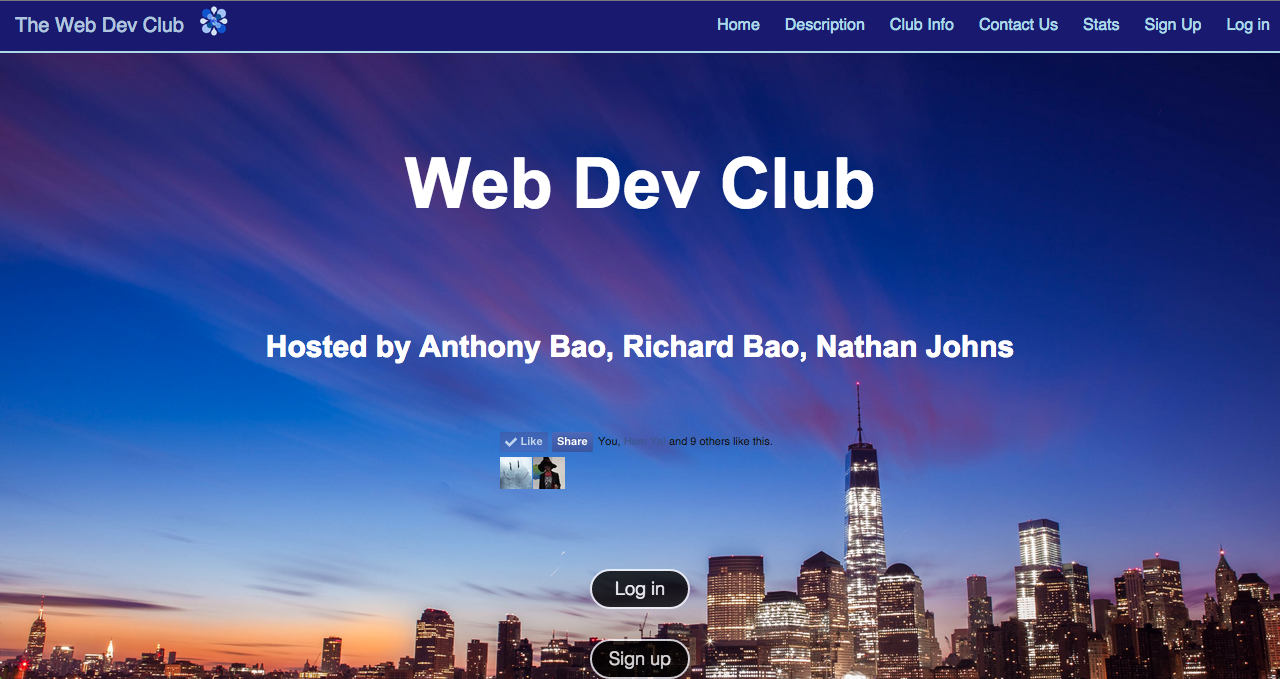 The Web Dev Club
Home Description Club Info Contact Us Stats Sign Up Log in
Web Dev Club
Hosted by Anthony Bao, Richard Bao, Nathan Johns
Like Share You, and 9 others like this.
Log in
Sign up